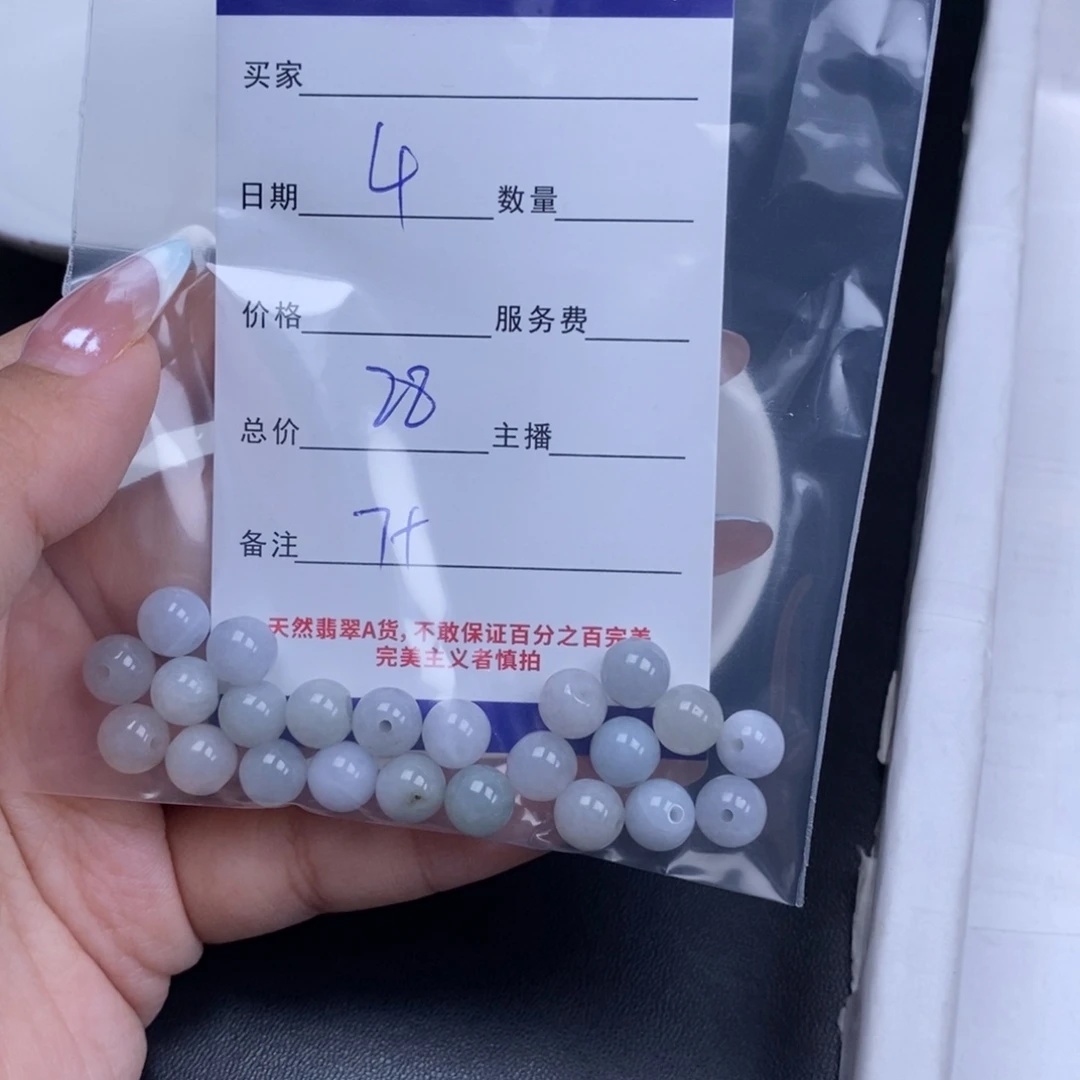 买家
日期 4 数量
价格 服务费
总价 28 主播
备注 7+
天然翡翠A货,不敢保证百分之百完美
完美主义者慎拍